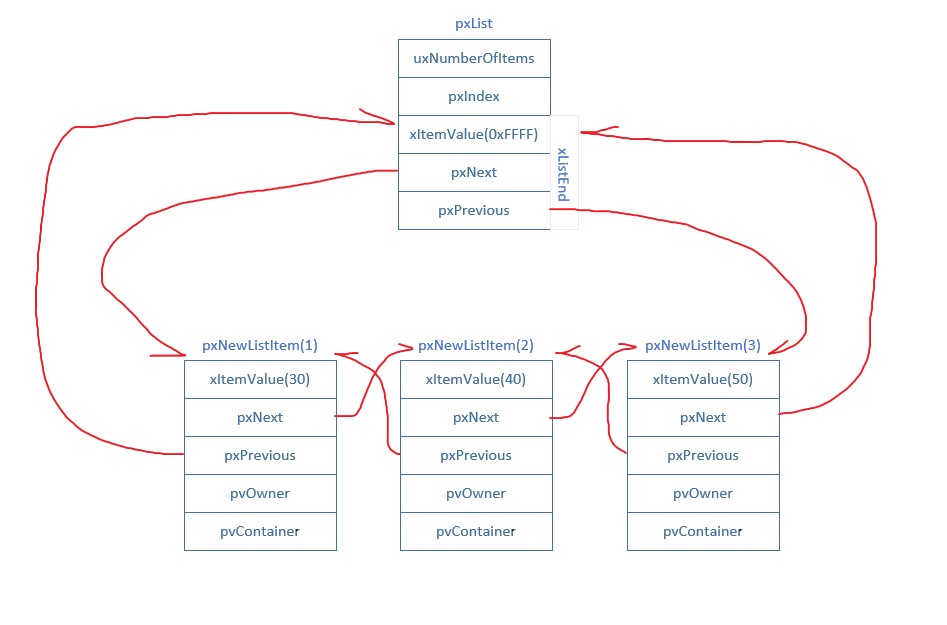 pxList
uxNumberOfItems
pxIndex
xItemValue(0xFFFF)
pxNext
pxPrevious
xListEnd
pxNewListItem(1)
xItemValue(30)
pxNext
pxPrevious
pvOwner
pvContainer
pxNewListItem(2)
xItemValue(40)
pxNext
pxPrevious
pvOwner
pvContainer
pxNewListItem(3)
xItemValue(50)
pxNext
pxPrevious
pvOwner
pvContainer